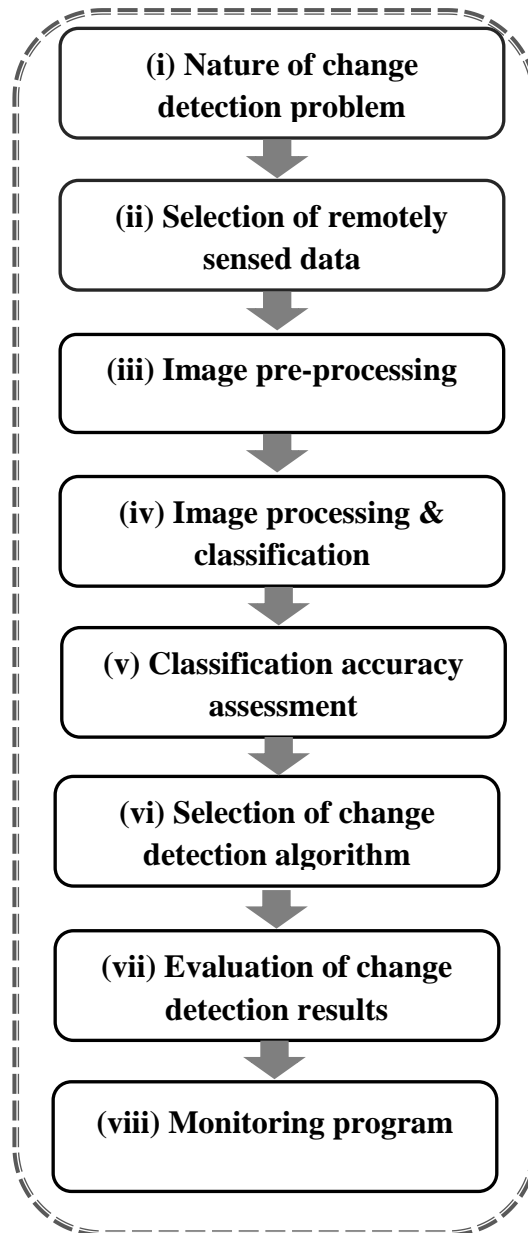 (i) Nature of change
detection problem
(ii) Selection of remotely
sensed data
(iii) Image pre-processing
(iv) Image processing &
classification
(v) Classification accuracy
assessment
(vi) Selection of change
detection algorithm
(vii) Evaluation of change
detection results
(viii) Monitoring program